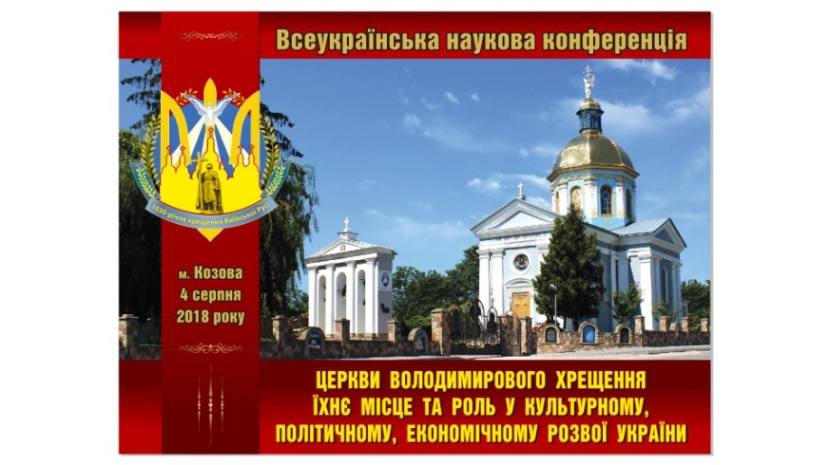 Всеукраїнська наукова конференція
1030-річчя хрещення Київської Русі
м. Козова
4 серпня
2018 року
ЦЕРКВИ ВОЛОДИМИРОВОГО ХРЕЩЕННЯ
ЇХНЄ МІСЦЕ ТА РОЛЬ У КУЛЬТУРНОМУ,
ПОЛІТИЧНОМУ, ЕКОНОМІЧНОМУ РОЗВОЇ УКРАЇНИ